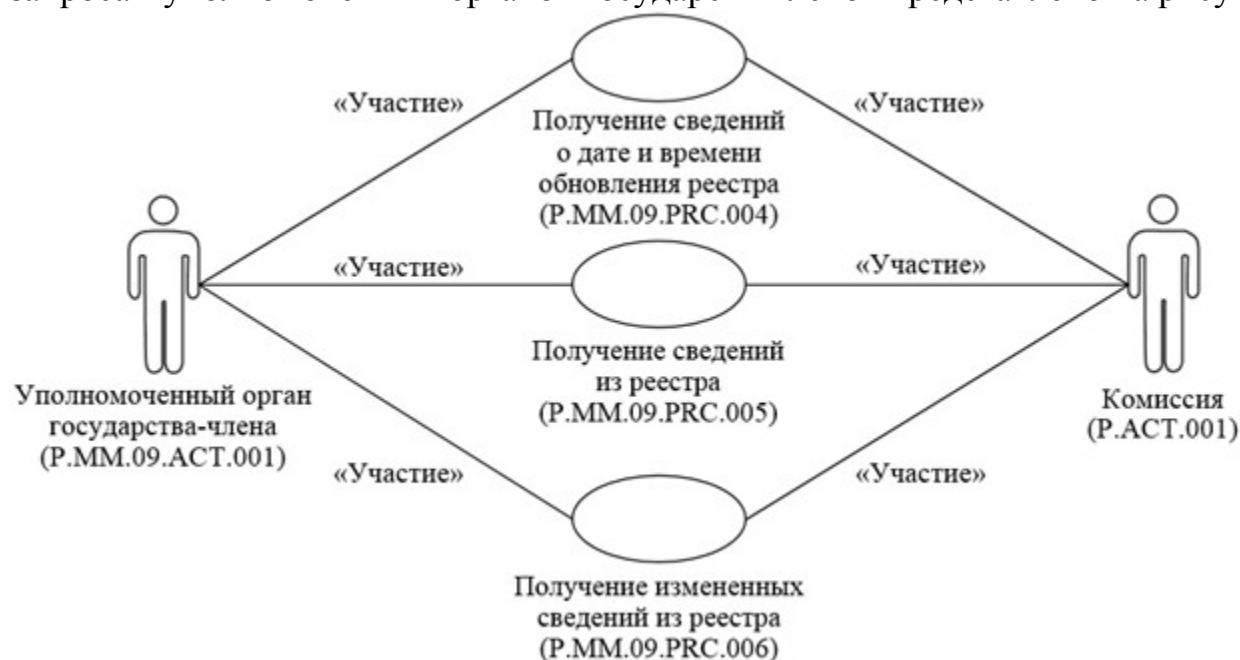 «Участие»
«Участие»
Получение сведений
о дате и времени
обновления реестра
(P.MM.09.PRC.004)
«Участие»
«Участие»
Получение сведений
из реестра
(P.MM.09.PRC.005)
Уполномоченный орган
государства-члена
(P.MM.09.ACT.001)
Комиссия
(P.ACT.001)
«Участие»
«Участие»
Получение измененных
сведений из реестра
(P.MM.09.PRC.006)